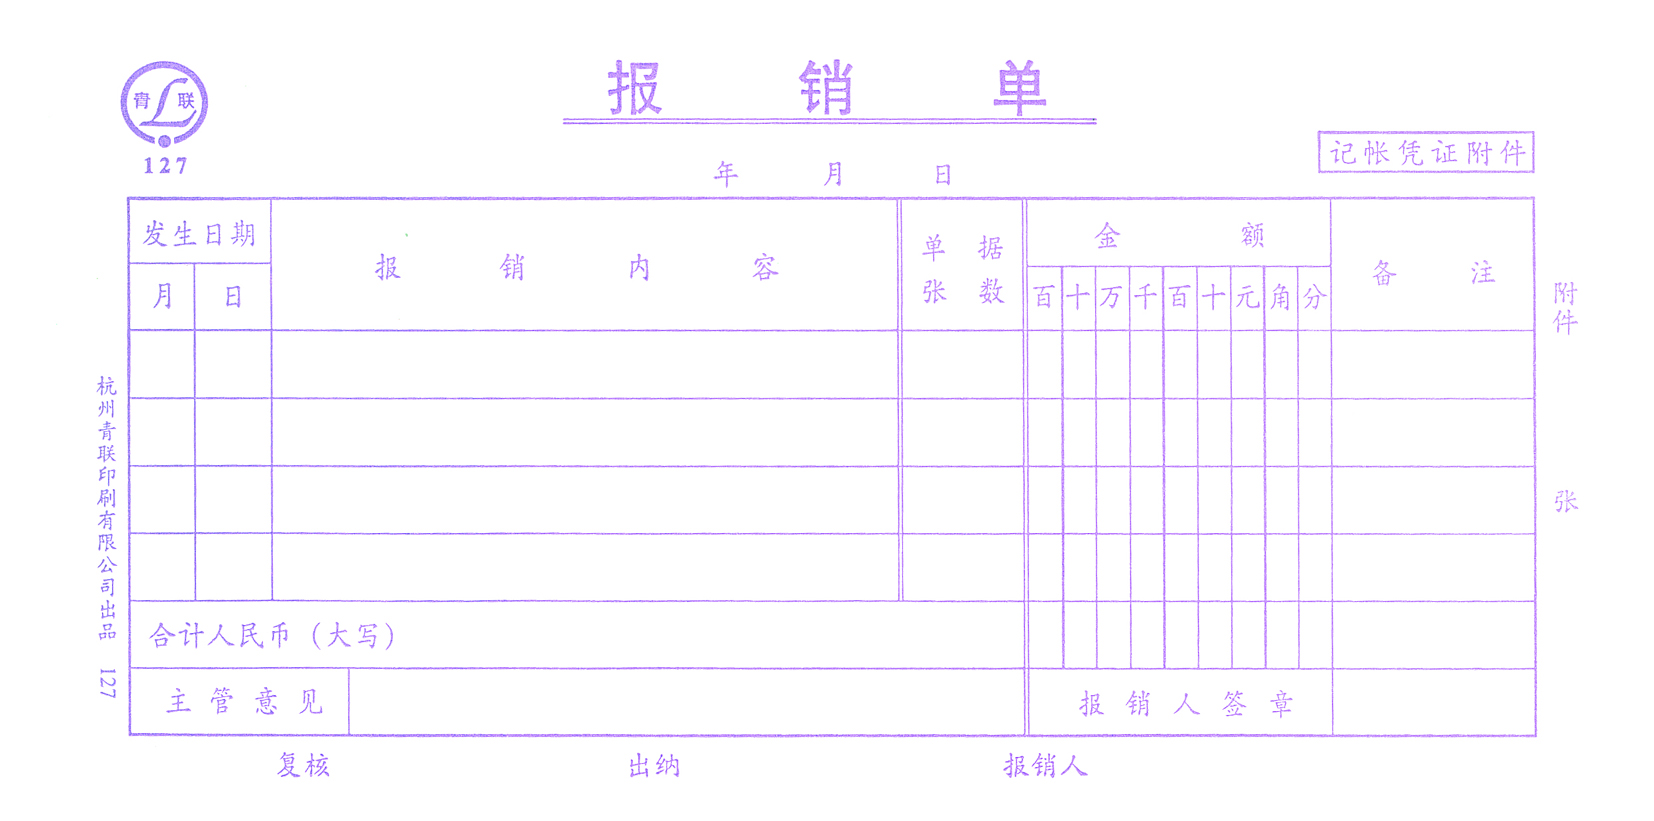 报销单
青联
127
记帐凭证附件
年 月 日
发生日期
月 日
报销内容
单据
张数
金额
百 十 万 千 百 十 元 角 分
备注
附件 张
合计人民币（大写）
主管意见
报销人签章
复核 出纳 报销人
杭州青联印刷有限公司出品 127